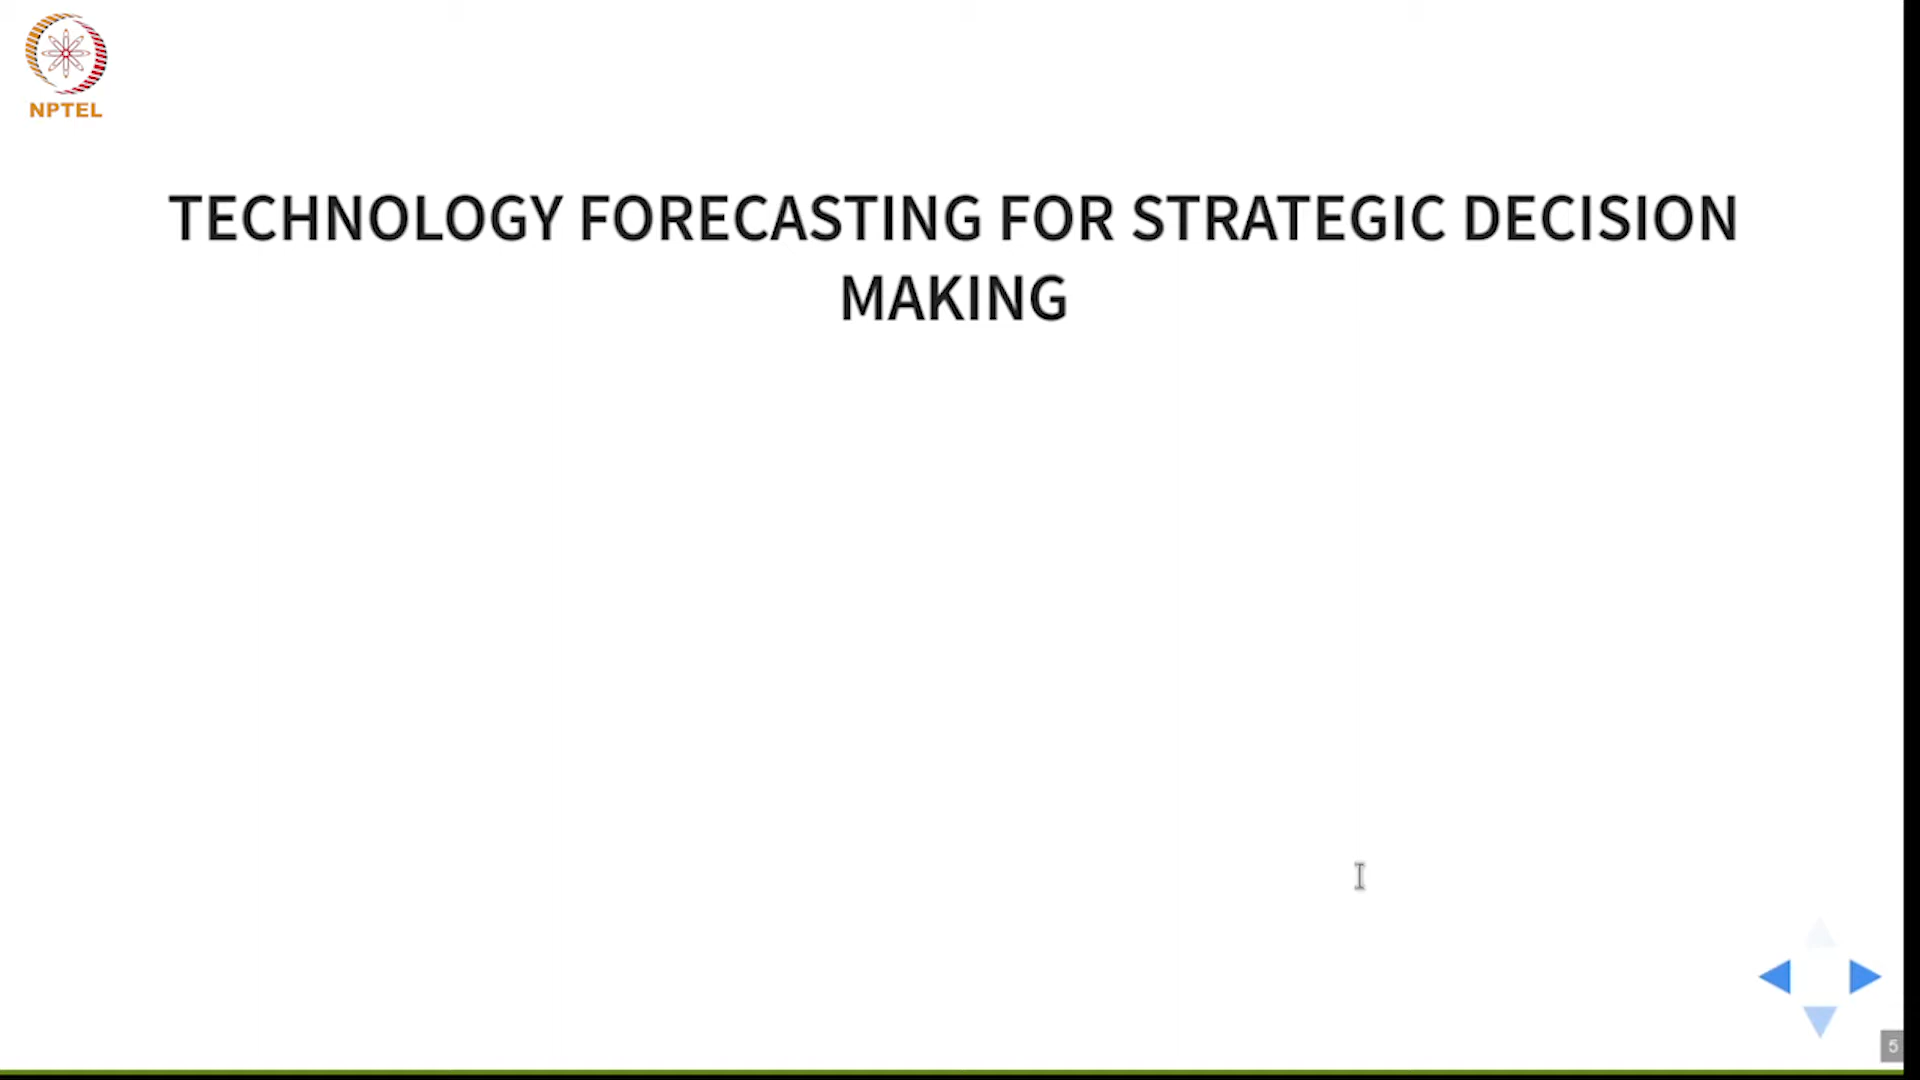 NPTEL
TECHNOLOGY FORECASTING FOR STRATEGIC DECISION
MAKING
5